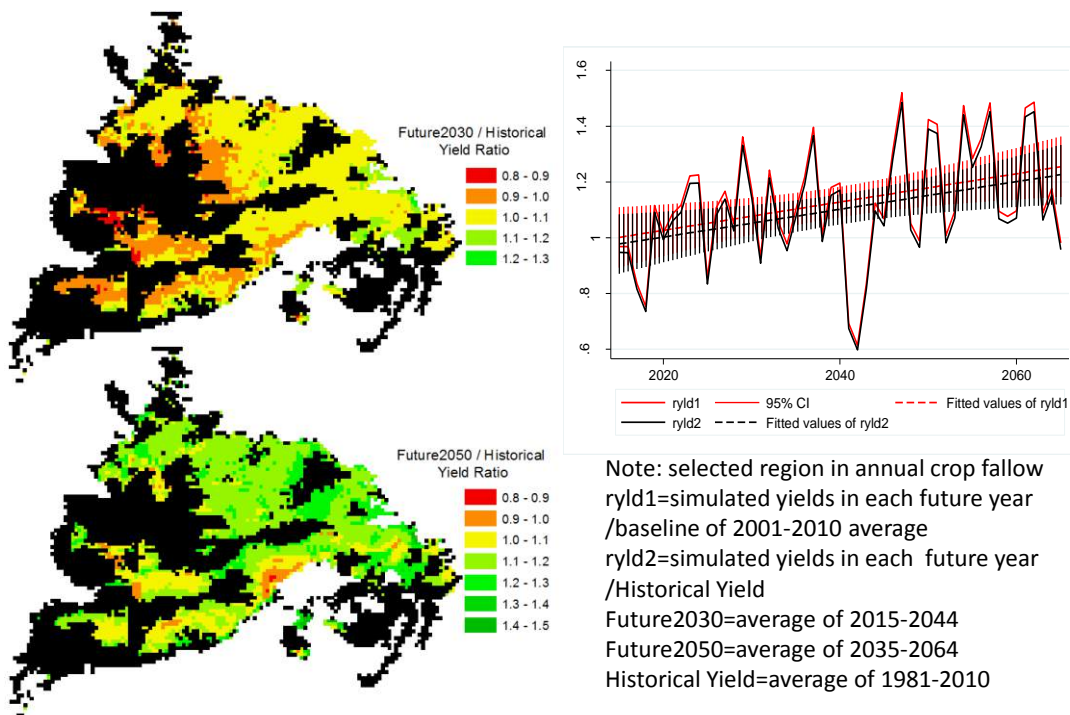 Future2030 / Historical
Yield Ratio
0.8 - 0.9
0.9 - 1.0
1.0 - 1.1
1.1 - 1.2
1.2 - 1.3
Future2050 / Historical
Yield Ratio
0.8 - 0.9
0.9 - 1.0
1.0 - 1.1
1.1 - 1.2
1.2 - 1.3
1.3 - 1.4
1.4 - 1.5
1.6
1.4
1.2
1
.8
.6
2020 2040 2060
ryld1 95% CI Fitted values of ryld1
ryld2 Fitted values of ryld2
Note: selected region in annual crop fallow
ryld1=simulated yields in each future year
/baseline of 2001-2010 average
ryld2=simulated yields in each future year
/Historical Yield
Future2030=average of 2015-2044
Future2050=average of 2035-2064
Historical Yield=average of 1981-2010